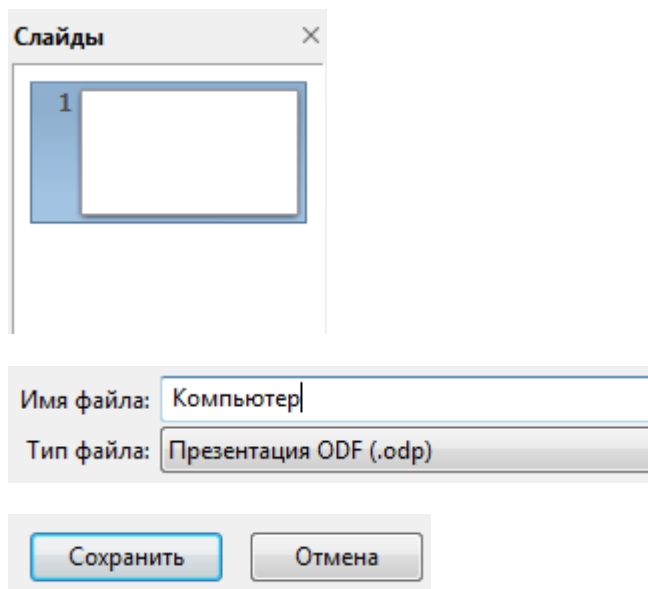 Слайды
1
Имя файла: Компьютер
Тип файла: Презентация ODF (.odp)
Сохранить Отмена